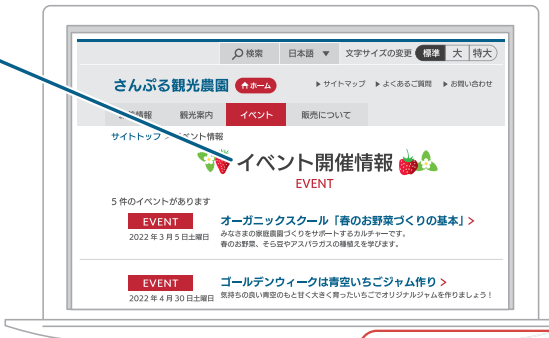 検索 日本語 ▼ 文字サイズの変更 標準 大 特大
さんぷる観光農園 ホーム ▶ サイトマップ ▶ よくあるご質問 ▶ お問い合わせ
情報 観光案内 イベント 販売について
サイトトップ > イベント情報
イベント開催情報
EVENT
5 件のイベントがあります
EVENT オーガニックスクール「春のお野菜づくりの基本」>
2022 年 3 月 5 日土曜日 みなさまの家庭農園づくりをサポートするカルチャーです。
春のお野菜、そら豆やアスパラガスの種植えを学びます。
EVENT ゴールデンウィークは青空いちごジャム作り >
2022 年 4 月 30 日土曜日 気持ちの良い青空のもと甘く大きく育ったいちごでオリジナルジャムを作りましょう！